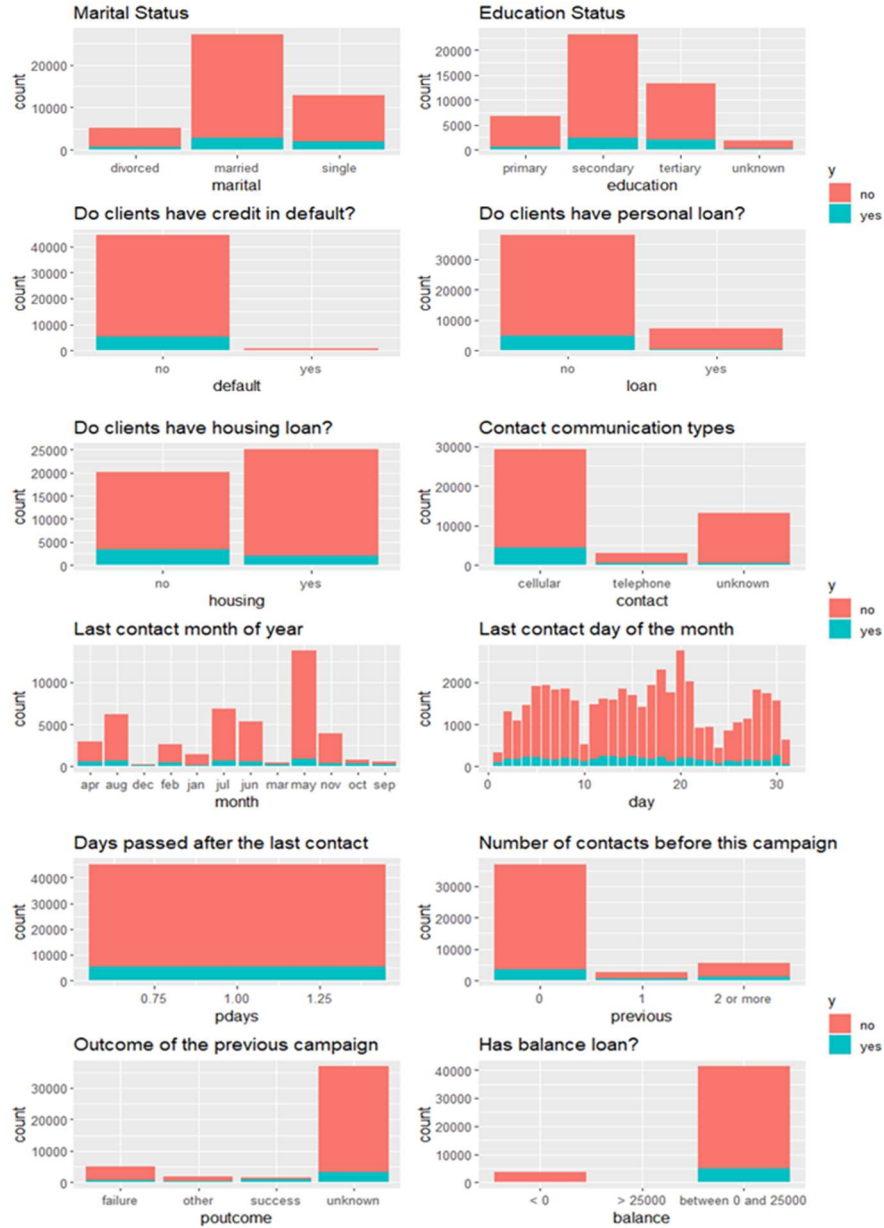 Marital Status
count
20000
10000
0
divorced married single
marital
Education Status
count
20000
15000
10000
5000
0
primary secondary tertiary unknown
education
y
no
yes
Do clients have credit in default?
count
40000
30000
20000
10000
0
no yes
default
Do clients have personal loan?
count
30000
20000
10000
0
no yes
loan
Do clients have housing loan?
count
25000
20000
15000
10000
5000
0
no yes
housing
Contact communication types
count
30000
20000
10000
0
cellular telephone unknown
contact
y
no
yes
Last contact month of year
count
10000
5000
0
apr aug dec feb jan jul jun mar may nov oct sep
month
Last contact day of the month
count
2000
1000
0
0 10 20 30
day
Days passed after the last contact
count
40000
30000
20000
10000
0
0.75 1.00 1.25
pdays
Number of contacts before this campaign
count
30000
20000
10000
0
0 1 2 or more
previous
y
no
yes
Outcome of the previous campaign
count
30000
20000
10000
0
failure other success unknown
poutcome
Has balance loan?
count
40000
30000
20000
10000
0
< 0 > 25000 between 0 and 25000
balance